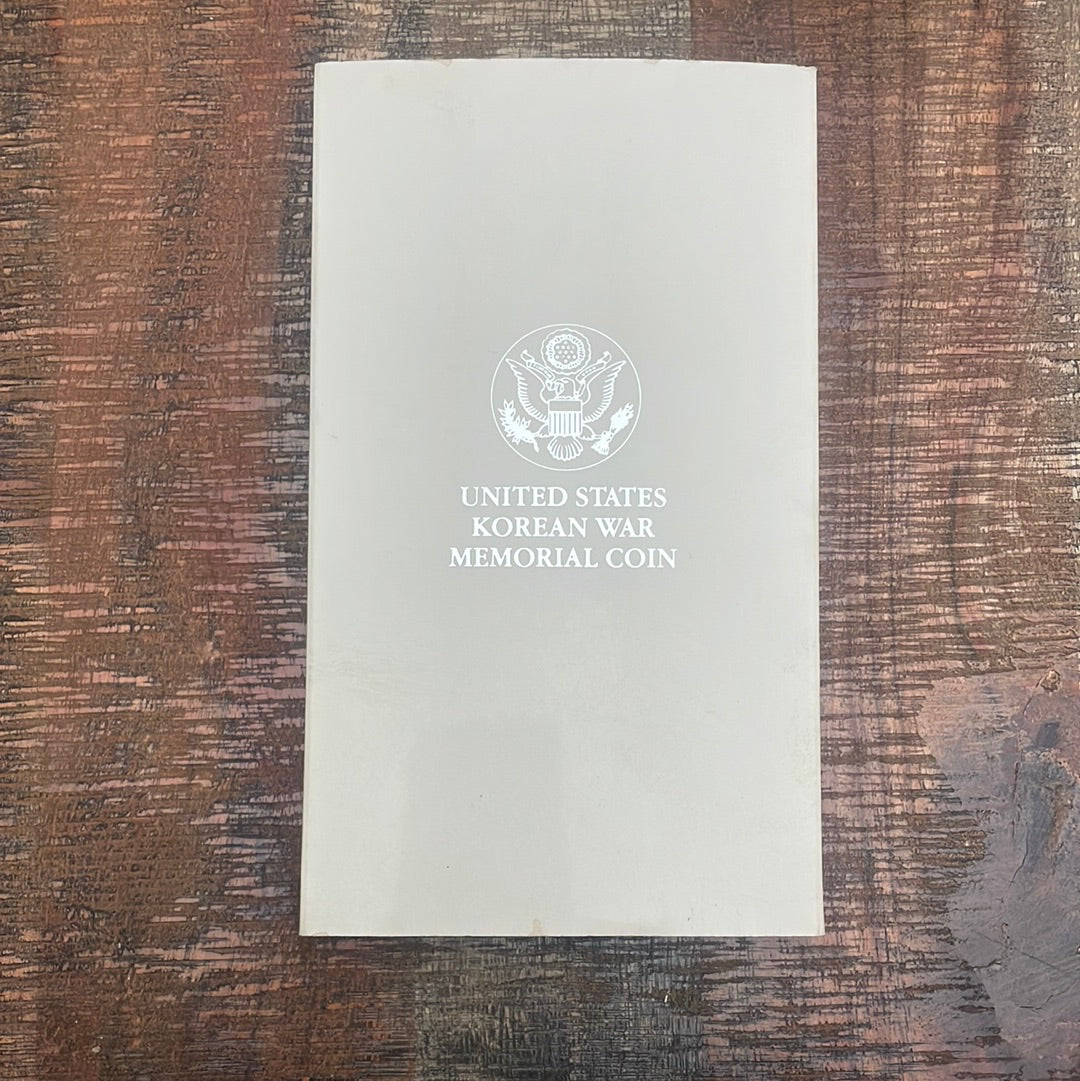 UNITED STATES
KOREAN WAR
MEMORIAL COIN